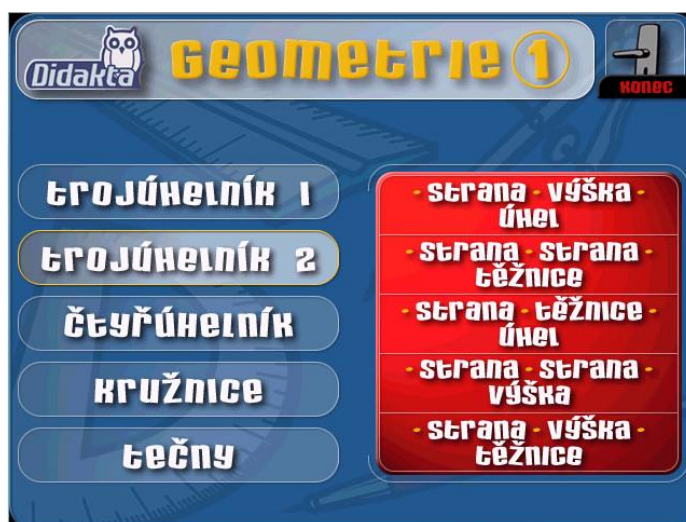 Didakta
Geometrie 1
konec
trojúhelník 1
trojúhelník 2
čtyřúhelník
kružnice
tečny
· strana · výška ·
úhel
· strana · strana ·
těžnice
· strana · těžnice ·
úhel
· strana · strana ·
výška
· strana · výška ·
těžnice